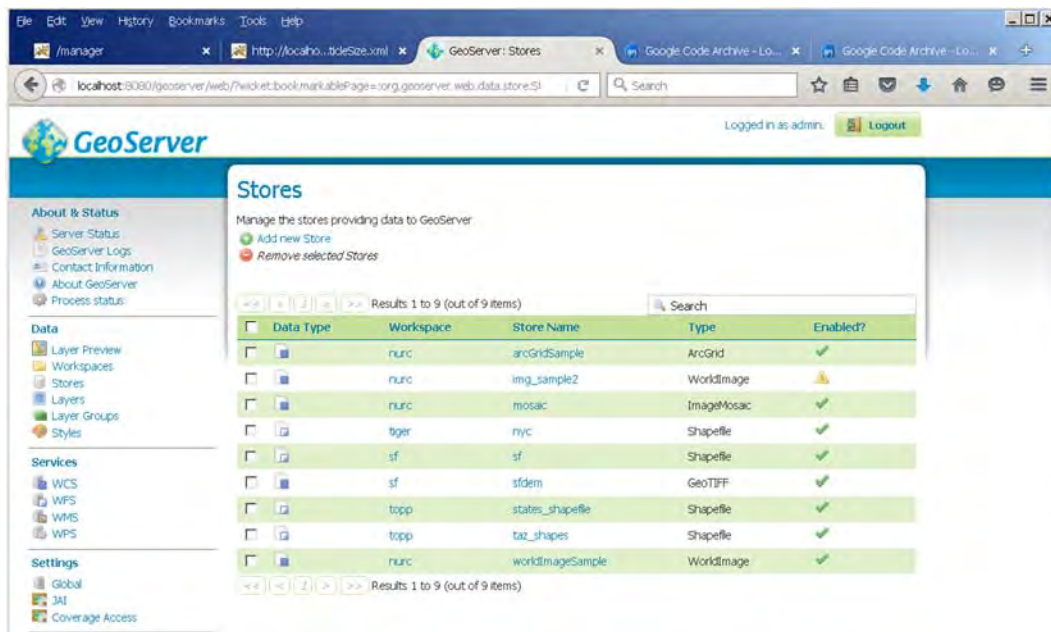 File Edit View History Bookmarks Tools Help
/manager
http://localho...ticleSize.xml
GeoServer: Stores
Google Code Archive - Lo...
Google Code Archive - Lo...
localhost:8080/geoserver/web/?wicket:bookmarkablePage=:org.geoserver.web.data.store.St
Search
Logged in as admin.
Logout
GeoServer
About & Status
Server Status
GeoServer Logs
Contact Information
About GeoServer
Process status
Data
Layer Preview
Workspaces
Stores
Layers
Layer Groups
Styles
Services
WCS
WFS
WMS
WPS
Settings
Global
JAI
Coverage Access
Stores
Manage the stores providing data to GeoServer
Add new Store
Remove selected Stores
<< < 1 > >> Results 1 to 9 (out of 9 items)
Search
Data Type Workspace Store Name Type Enabled?
nurc arcGridSample ArcGrid
nurc img_sample2 WorldImage
nurc mosaic ImageMosaic
tiger nyc Shapefile
sf sf Shapefile
sf sfdem GeoTIFF
topp states_shapefile Shapefile
topp taz_shapes Shapefile
nurc worldImageSample WorldImage
<< < 1 > >> Results 1 to 9 (out of 9 items)